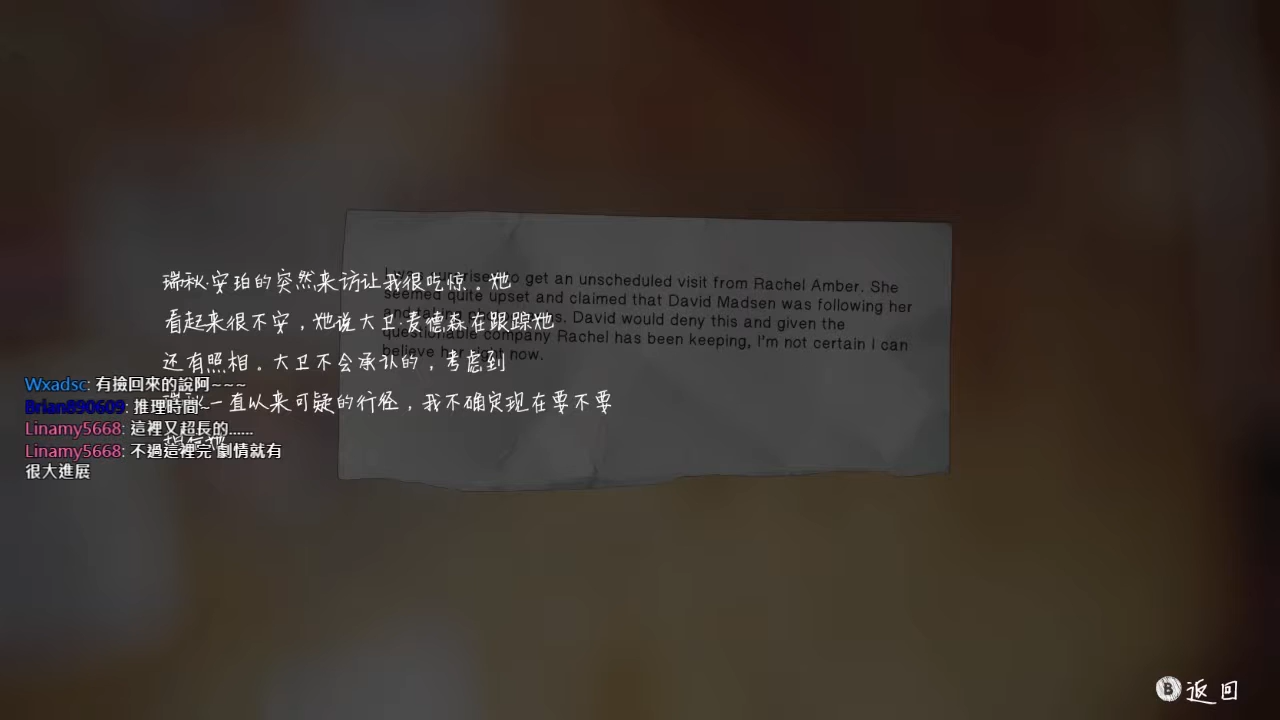 瑞秋·安珀的突然来访让我很吃惊。她
看起来很不安，她说大卫·麦德森在跟踪她
还有照相。大卫不会承认的，考虑到
一直以来可疑的行径，我不确定现在要不要
to get an unscheduled visit from Rachel Amber. She
seemed quite upset and claimed that David Madsen was following her
David would deny this and given the
questionable company Rachel has been keeping, I'm not certain I can
believe her right now.
Wxadsc: 有撿回來的說阿~~~
Brian890609: 推理時間~
Linamy5668: 這裡又超長的......
Linamy5668: 不過這裡完 劇情就有
很大進展
B 返回